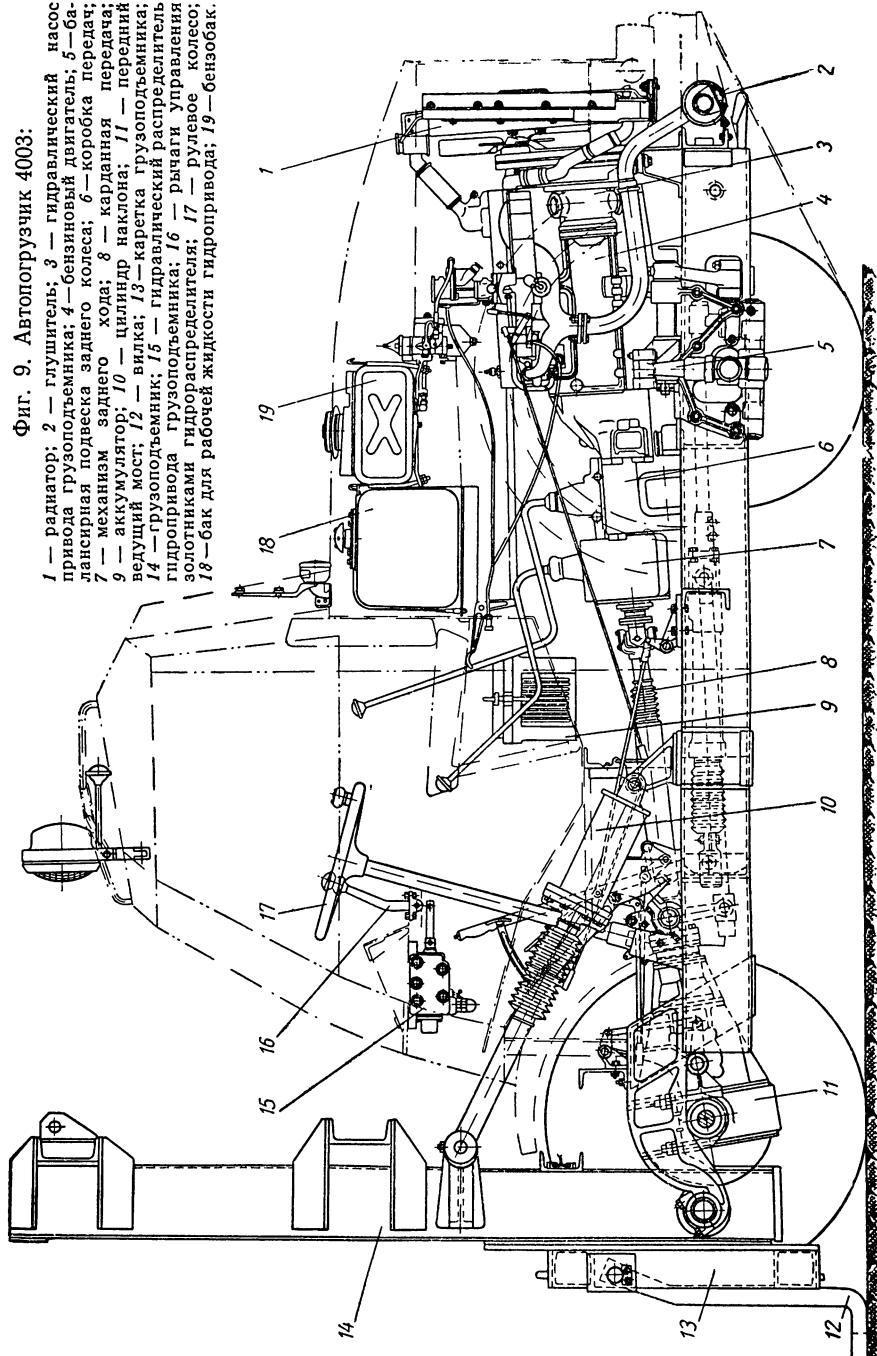 Фиг. 9. Автопогрузчик 4003:
1 — радиатор; 2 — глушитель; 3 — гидравлический насос
привода грузоподъемника; 4—бензиновый двигатель; 5—ба-
лансирная подвеска заднего колеса; 6—коробка передач;
7 — механизм заднего хода; 8 — карданная передача;
9 — аккумулятор; 10 — цилиндр наклона; 11 — передний
ведущий мост; 12 — вилка; 13—каретка грузоподъемника;
14—грузоподъемник; 15—гидравлический распределитель
гидропривода грузоподъемника; 16 — рычаги управления
золотниками гидрораспределителя; 17 — рулевое колесо;
18—бак для рабочей жидкости гидропривода; 19—бензобак.
1
2
3
4
5
6
7
8
9
10
11
12
13
14
15
16
17
18
19